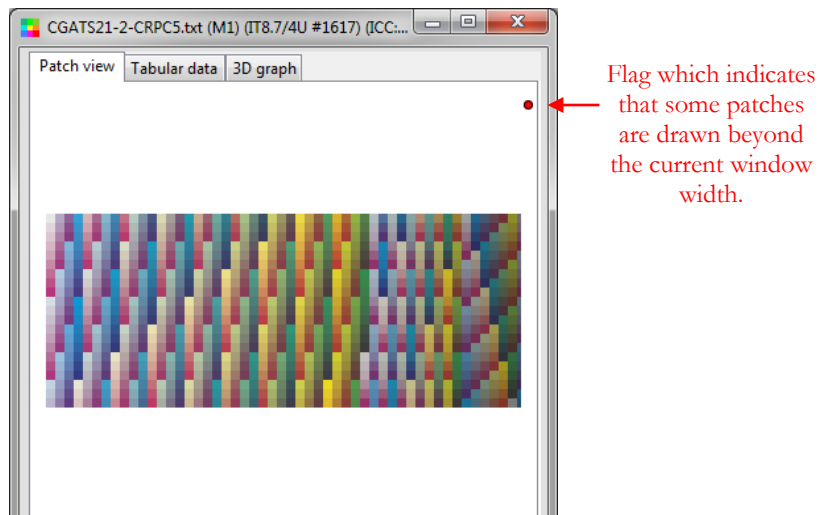 CGATS21-2-CRPC5.txt (M1) (IT8.7/4U #1617) (ICC:...
Patch view Tabular data 3D graph
Flag which indicates
that some patches
are drawn beyond
the current window
width.